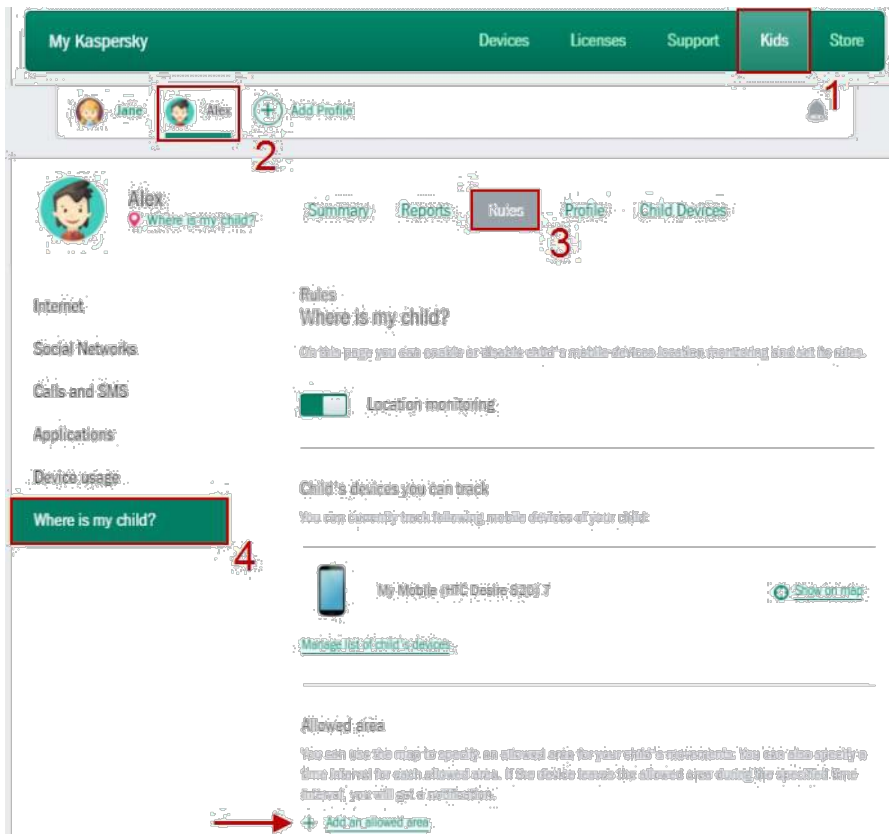 My Kaspersky
Devices Licenses Support Kids Store
1
Jane Alex Add Profile
2
Alex
Where is my child?
Summary Reports Rules Profile Child Devices
3
Internet
Social Networks
Calls and SMS
Applications
Device usage
Where is my child?
4
Rules
Where is my child?
On this page you can enable or disable child's mobile devices location monitoring and set its rules.
Location monitoring
Child's devices you can track
You can currently track following mobile devices of your child:
My Mobile (HTC Desire 820) 7
Show on map
Manage list of child's devices
Allowed area
You can use the map to specify an allowed area for your child's movements. You can also specify a
time interval for each allowed area. If the device leaves the allowed area during the specified time
interval, you will get a notification.
Add an allowed area